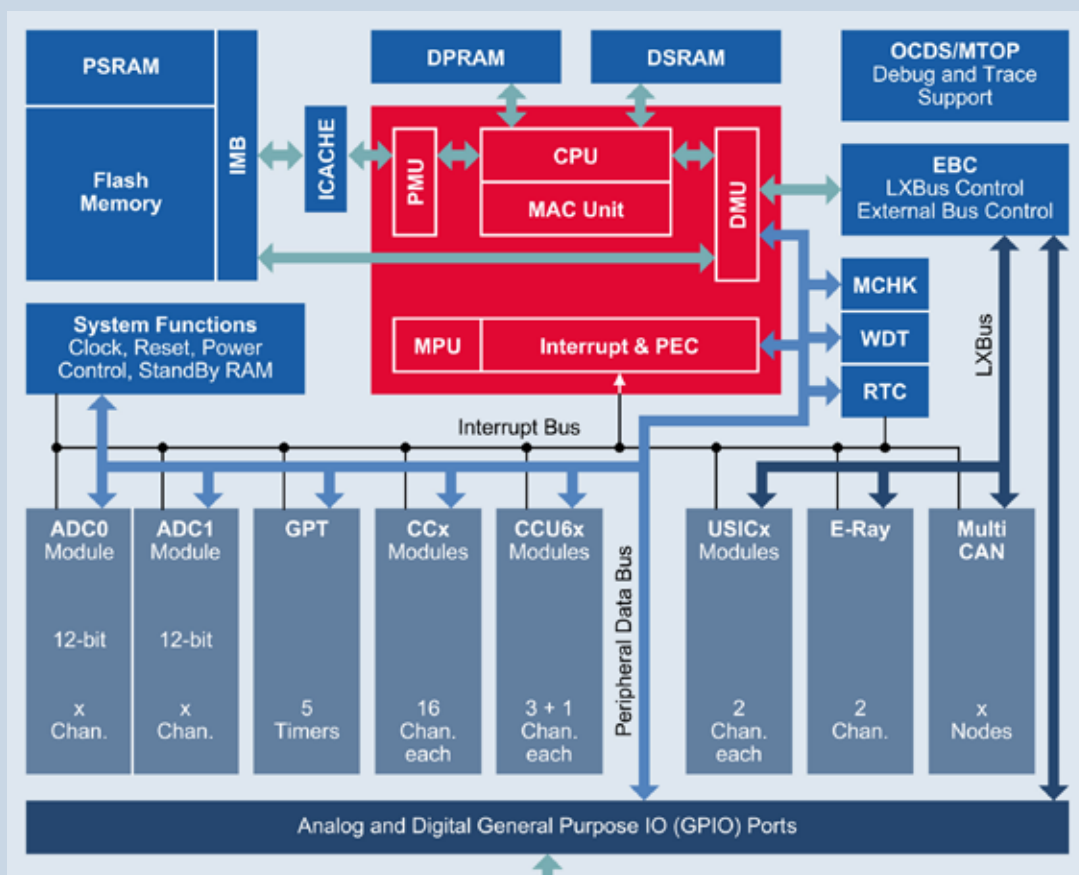 PSRAM
Flash
Memory
IMB
ICACHE
DPRAM
DSRAM
PMU
CPU
MAC Unit
DMU
MPU
Interrupt & PEC
OCDS/MTOP
Debug and Trace
Support
EBC
LXBus Control
External Bus Control
MCHK
WDT
RTC
LXBus
System Functions
Clock, Reset, Power
Control, StandBy RAM
Interrupt Bus
ADC0
Module
12-bit
x
Chan.
ADC1
Module
12-bit
x
Chan.
GPT
5
Timers
CCx
Modules
16
Chan.
each
CCU6x
Modules
3 + 1
Chan.
each
Peripheral Data Bus
USICx
Modules
2
Chan.
each
E-Ray
2
Chan.
Multi
CAN
x
Nodes
Analog and Digital General Purpose IO (GPIO) Ports